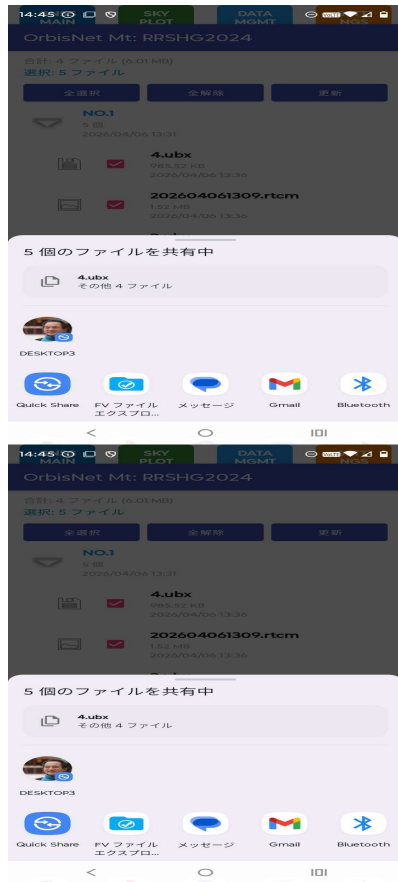 14:45
SKY
DATA
MAIN
PLOT
MGMT
NGS
OrbisNet Mt: RRSHG2024
合計: 4 ファイル (6.01 MB)
選択: 5 ファイル
全選択
全解除
更新
NO.1
5 個
2026/04/06 13:31
4.ubx
985.52 KB
2026/04/06 13:36
202604061309.rtcm
1.52 MB
2026/04/06 13:36
5 個のファイルを共有中
4.ubx
その他 4 ファイル
DESKTOP3
Quick Share
FV ファイル
エクスプロ...
メッセージ
Gmail
Bluetooth
14:45
SKY
DATA
MAIN
PLOT
MGMT
NGS
OrbisNet Mt: RRSHG2024
合計: 4 ファイル (6.01 MB)
選択: 5 ファイル
全選択
全解除
更新
NO.1
5 個
2026/04/06 13:31
4.ubx
985.52 KB
2026/04/06 13:36
202604061309.rtcm
1.52 MB
2026/04/06 13:36
5 個のファイルを共有中
4.ubx
その他 4 ファイル
DESKTOP3
Quick Share
FV ファイル
エクスプロ...
メッセージ
Gmail
Bluetooth